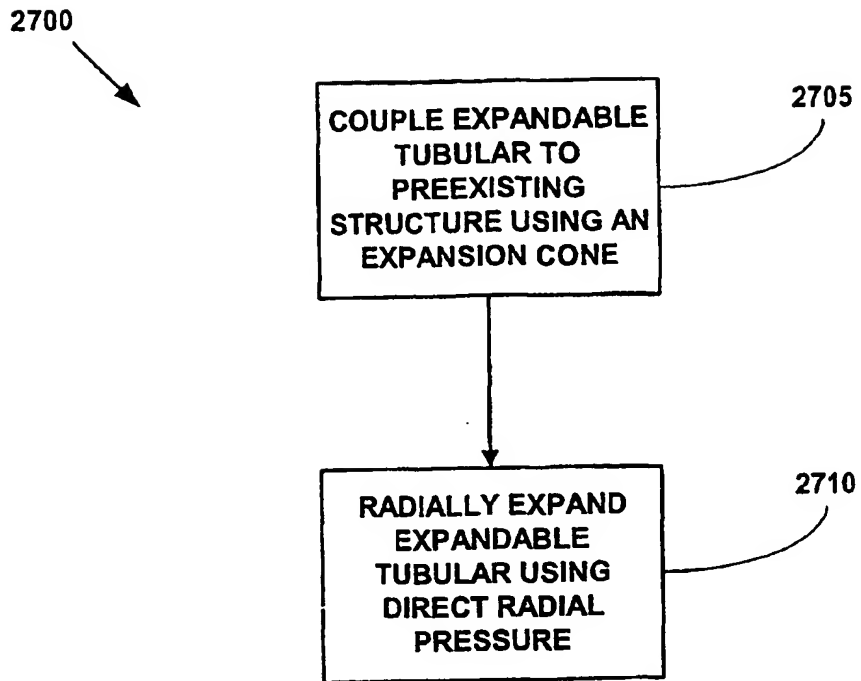 2700
2705
COUPLE EXPANDABLE
TUBULAR TO
PREEXISTING
STRUCTURE USING AN
EXPANSION CONE
2710
RADIALLY EXPAND
EXPANDABLE
TUBULAR USING
DIRECT RADIAL
PRESSURE